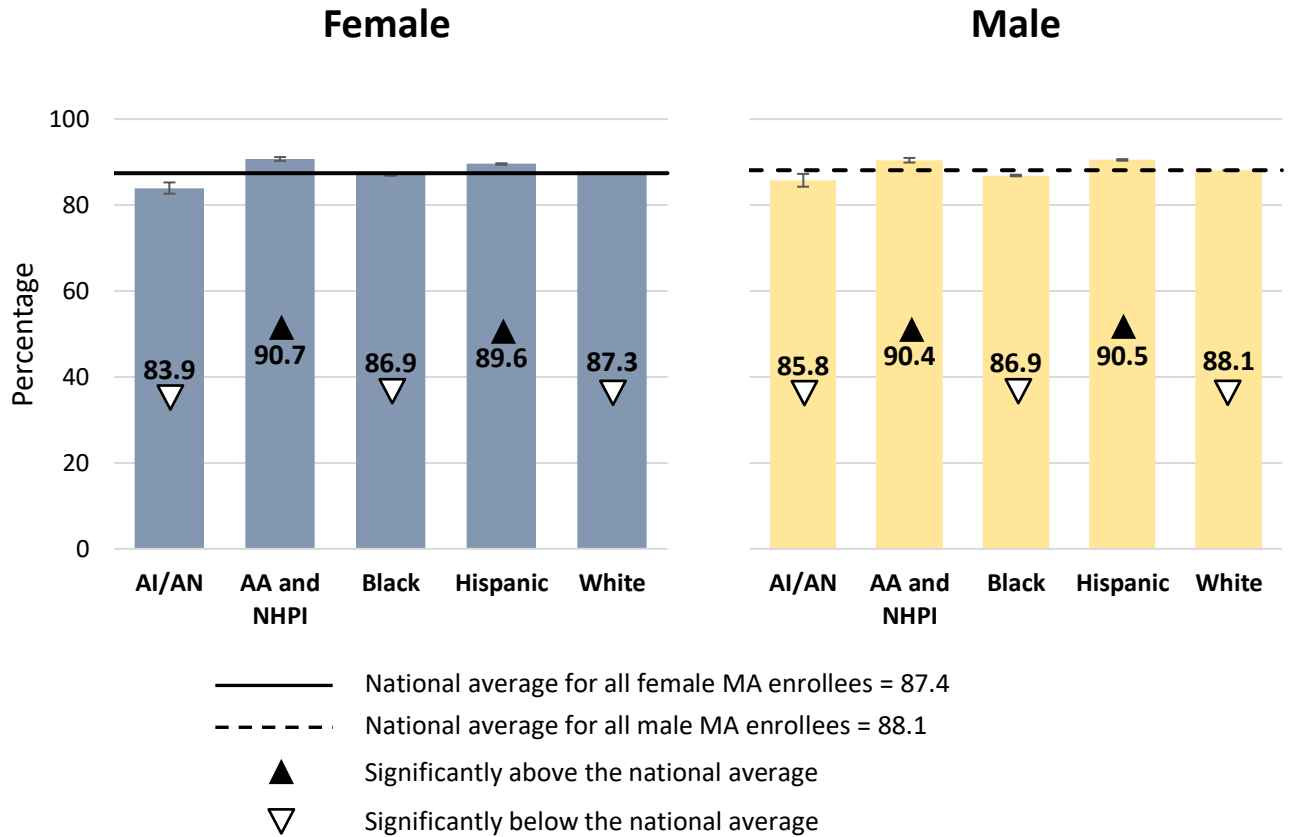 Female
Male
Percentage
100
80
60
40
20
0
83.9
90.7
86.9
89.6
87.3
AI/AN
AA and
NHPI
Black
Hispanic
White
85.8
90.4
86.9
90.5
88.1
AI/AN
AA and
NHPI
Black
Hispanic
White
National average for all female MA enrollees = 87.4
National average for all male MA enrollees = 88.1
Significantly above the national average
Significantly below the national average